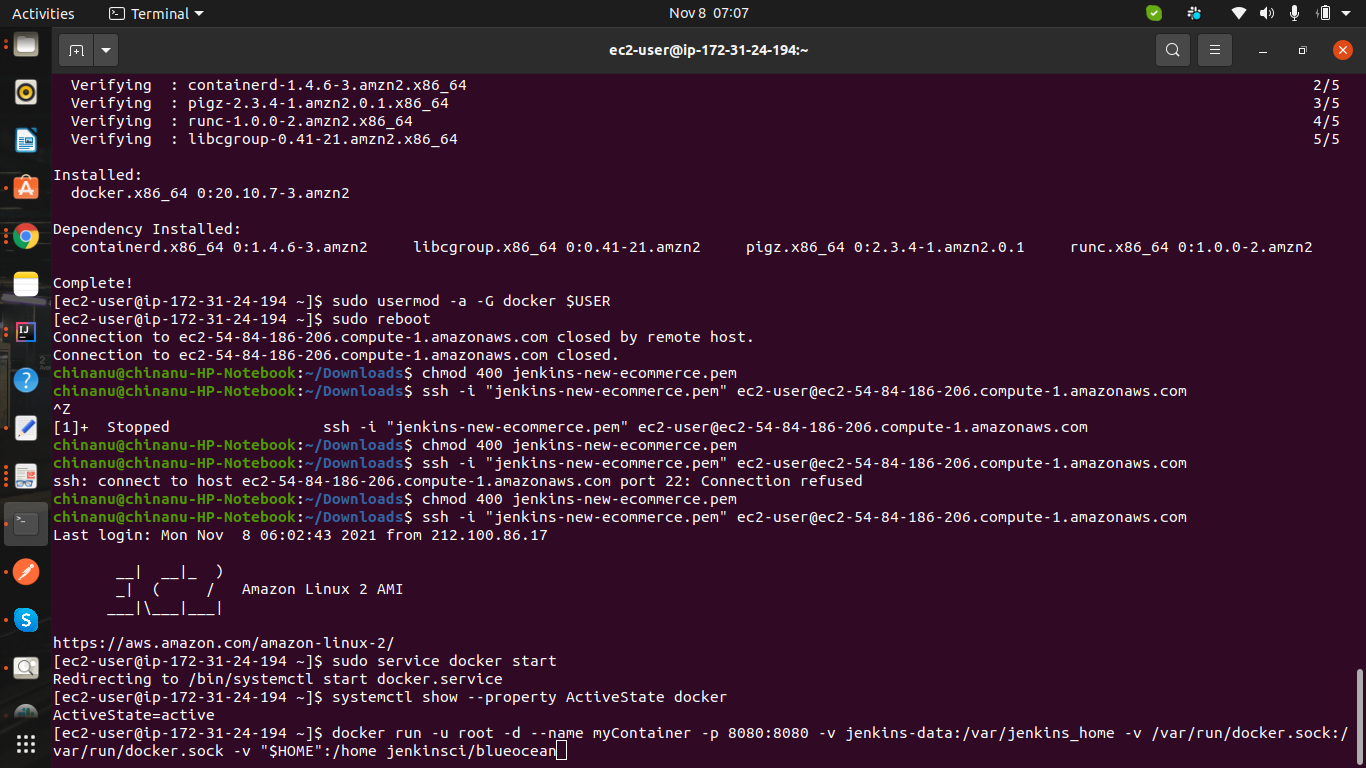 Activities Terminal Nov 8 07:07
ec2-user@ip-172-31-24-194:~
Verifying : containerd-1.4.6-3.amzn2.x86_64 2/5
Verifying : pigz-2.3.4-1.amzn2.0.1.x86_64 3/5
Verifying : runc-1.0.0-2.amzn2.x86_64 4/5
Verifying : libcgroup-0.41-21.amzn2.x86_64 5/5
Installed:
docker.x86_64 0:20.10.7-3.amzn2
Dependency Installed:
containerd.x86_64 0:1.4.6-3.amzn2 libcgroup.x86_64 0:0.41-21.amzn2 pigz.x86_64 0:2.3.4-1.amzn2.0.1 runc.x86_64 0:1.0.0-2.amzn2
Complete!
[ec2-user@ip-172-31-24-194 ~]$ sudo usermod -a -G docker $USER
[ec2-user@ip-172-31-24-194 ~]$ sudo reboot
Connection to ec2-54-84-186-206.compute-1.amazonaws.com closed by remote host.
Connection to ec2-54-84-186-206.compute-1.amazonaws.com closed.
chinanu@chinanu-HP-Notebook:~/Downloads$ chmod 400 jenkins-new-ecommerce.pem
chinanu@chinanu-HP-Notebook:~/Downloads$ ssh -i "jenkins-new-ecommerce.pem" ec2-user@ec2-54-84-186-206.compute-1.amazonaws.com
^Z
[1]+ Stopped ssh -i "jenkins-new-ecommerce.pem" ec2-user@ec2-54-84-186-206.compute-1.amazonaws.com
chinanu@chinanu-HP-Notebook:~/Downloads$ chmod 400 jenkins-new-ecommerce.pem
chinanu@chinanu-HP-Notebook:~/Downloads$ ssh -i "jenkins-new-ecommerce.pem" ec2-user@ec2-54-84-186-206.compute-1.amazonaws.com
ssh: connect to host ec2-54-84-186-206.compute-1.amazonaws.com port 22: Connection refused
chinanu@chinanu-HP-Notebook:~/Downloads$ chmod 400 jenkins-new-ecommerce.pem
chinanu@chinanu-HP-Notebook:~/Downloads$ ssh -i "jenkins-new-ecommerce.pem" ec2-user@ec2-54-84-186-206.compute-1.amazonaws.com
Last login: Mon Nov  8 06:02:43 2021 from 212.100.86.17
__|  __|_  )
_|  (     /   Amazon Linux 2 AMI
___|\___|___|
https://aws.amazon.com/amazon-linux-2/
[ec2-user@ip-172-31-24-194 ~]$ sudo service docker start
Redirecting to /bin/systemctl start docker.service
[ec2-user@ip-172-31-24-194 ~]$ systemctl show --property ActiveState docker
ActiveState=active
[ec2-user@ip-172-31-24-194 ~]$ docker run -u root -d --name myContainer -p 8080:8080 -v jenkins-data:/var/jenkins_home -v /var/run/docker.sock:/
var/run/docker.sock -v "$HOME":/home jenkinsci/blueocean